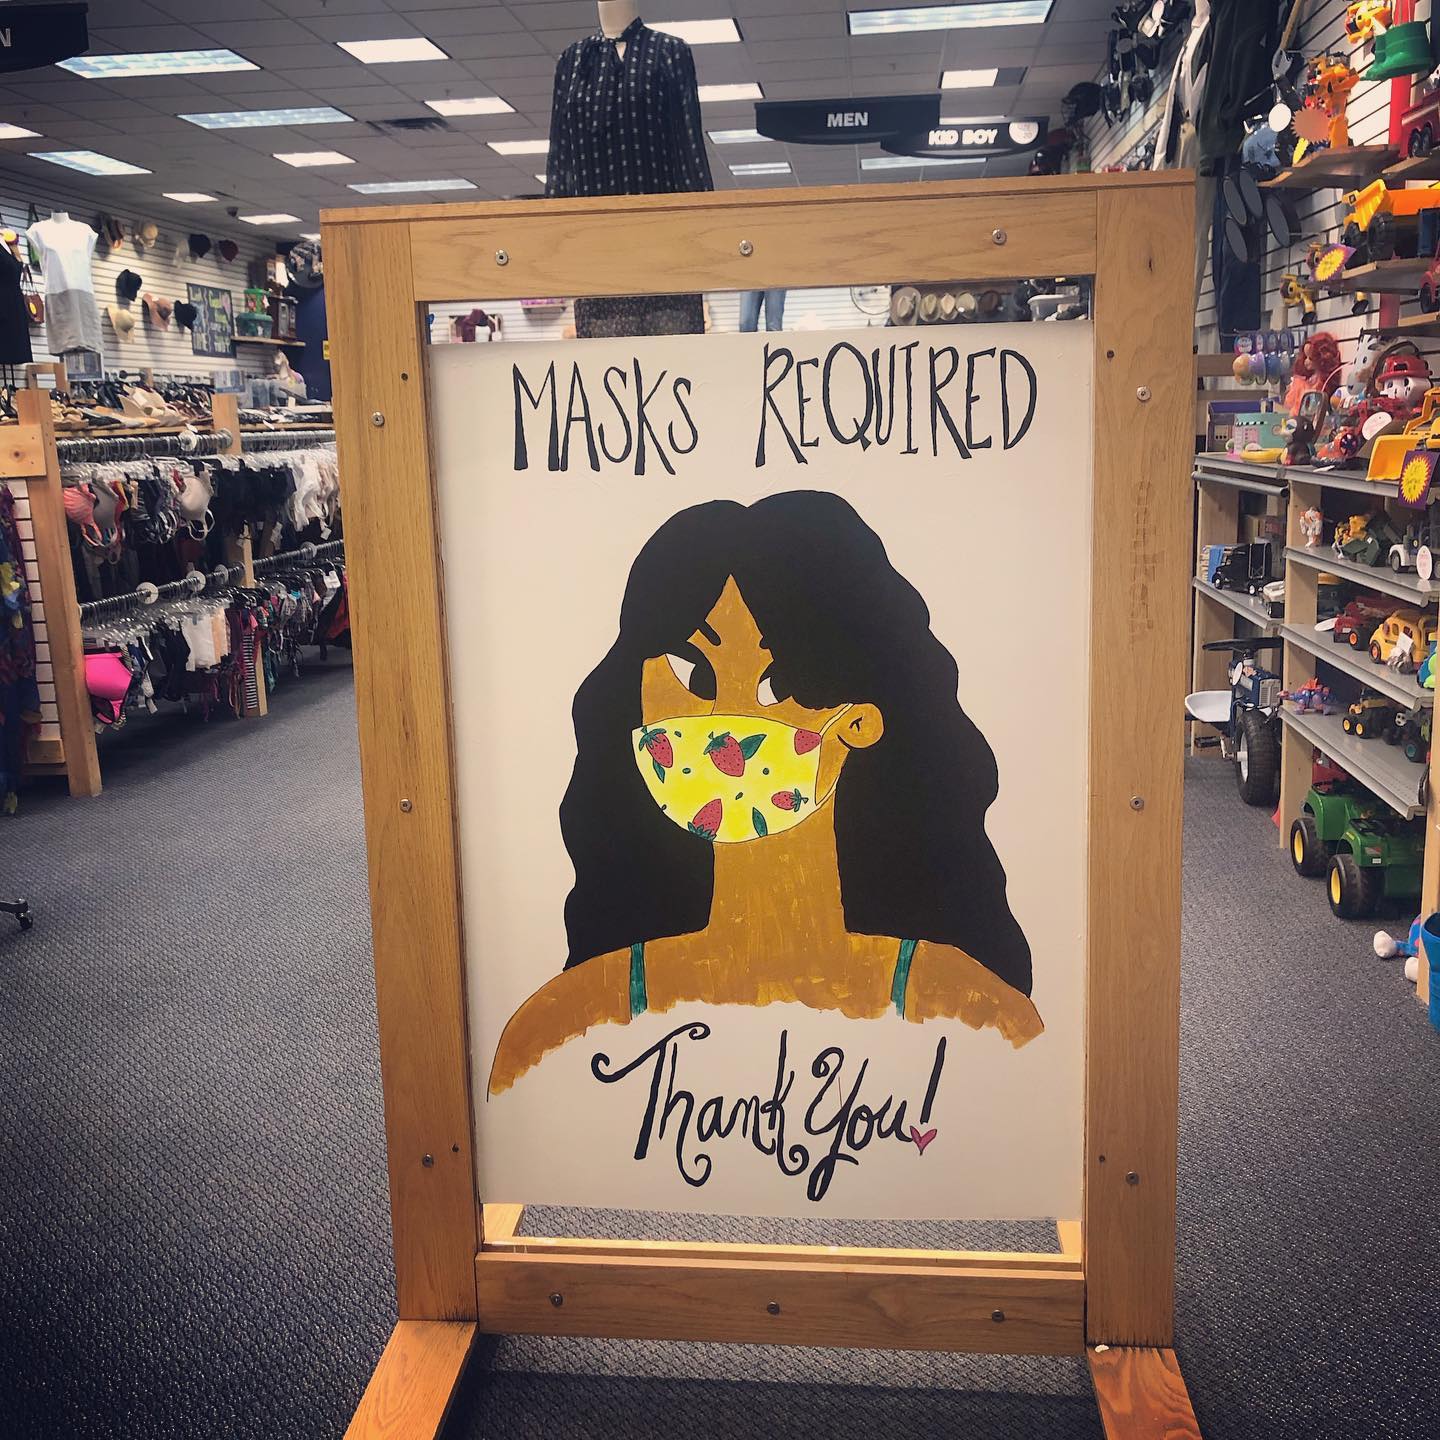 N
MEN
KID BOY
MASKS REQUIRED
Thank You!